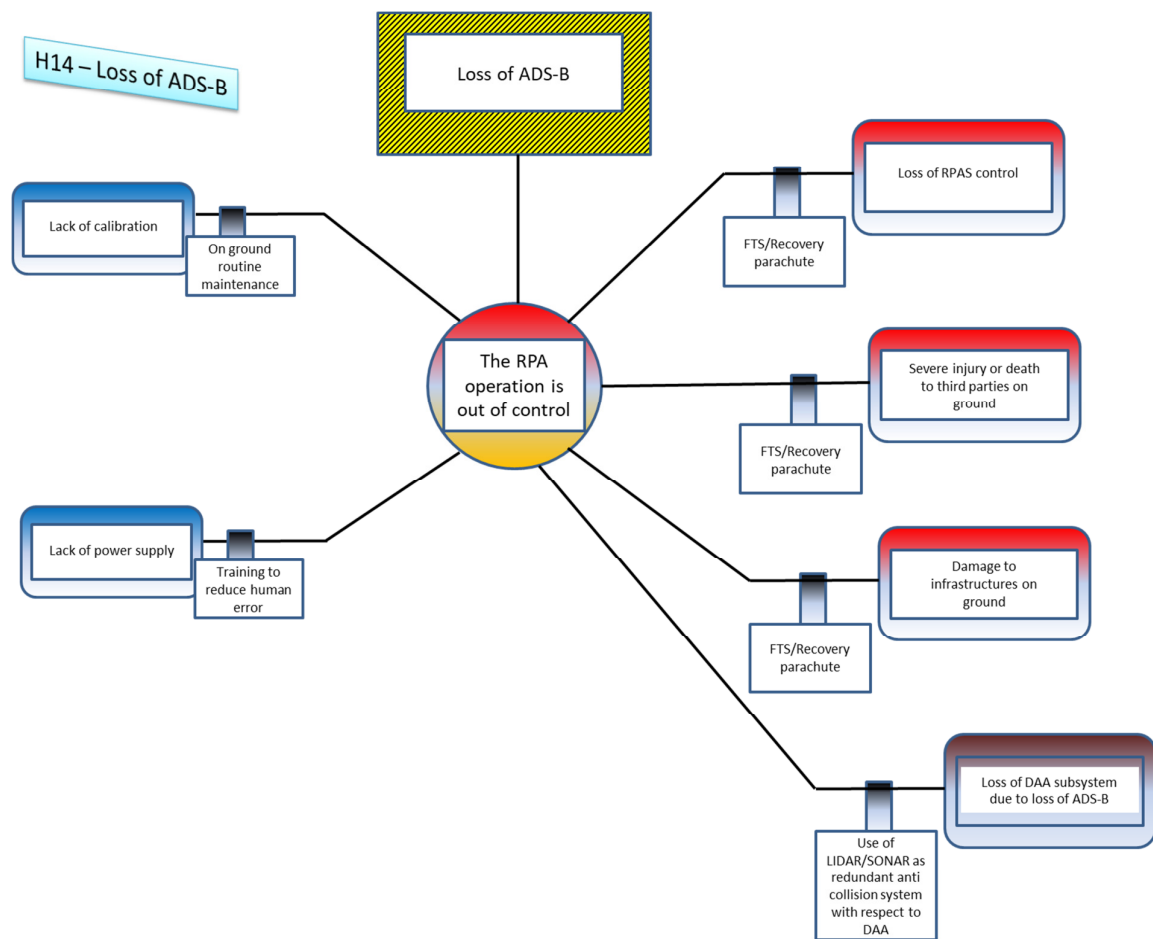 H14 – Loss of ADS-B
Loss of ADS-B
Lack of calibration
On ground
routine
maintenance
Lack of power supply
Training to
reduce human
error
The RPA
operation is
out of control
Loss of RPAS control
FTS/Recovery
parachute
Severe injury or death
to third parties on
ground
FTS/Recovery
parachute
Damage to
infrastructures on
ground
FTS/Recovery
parachute
Loss of DAA subsystem
due to loss of ADS-B
Use of
LIDAR/SONAR as
redundant anti
collision system
with respect to
DAA